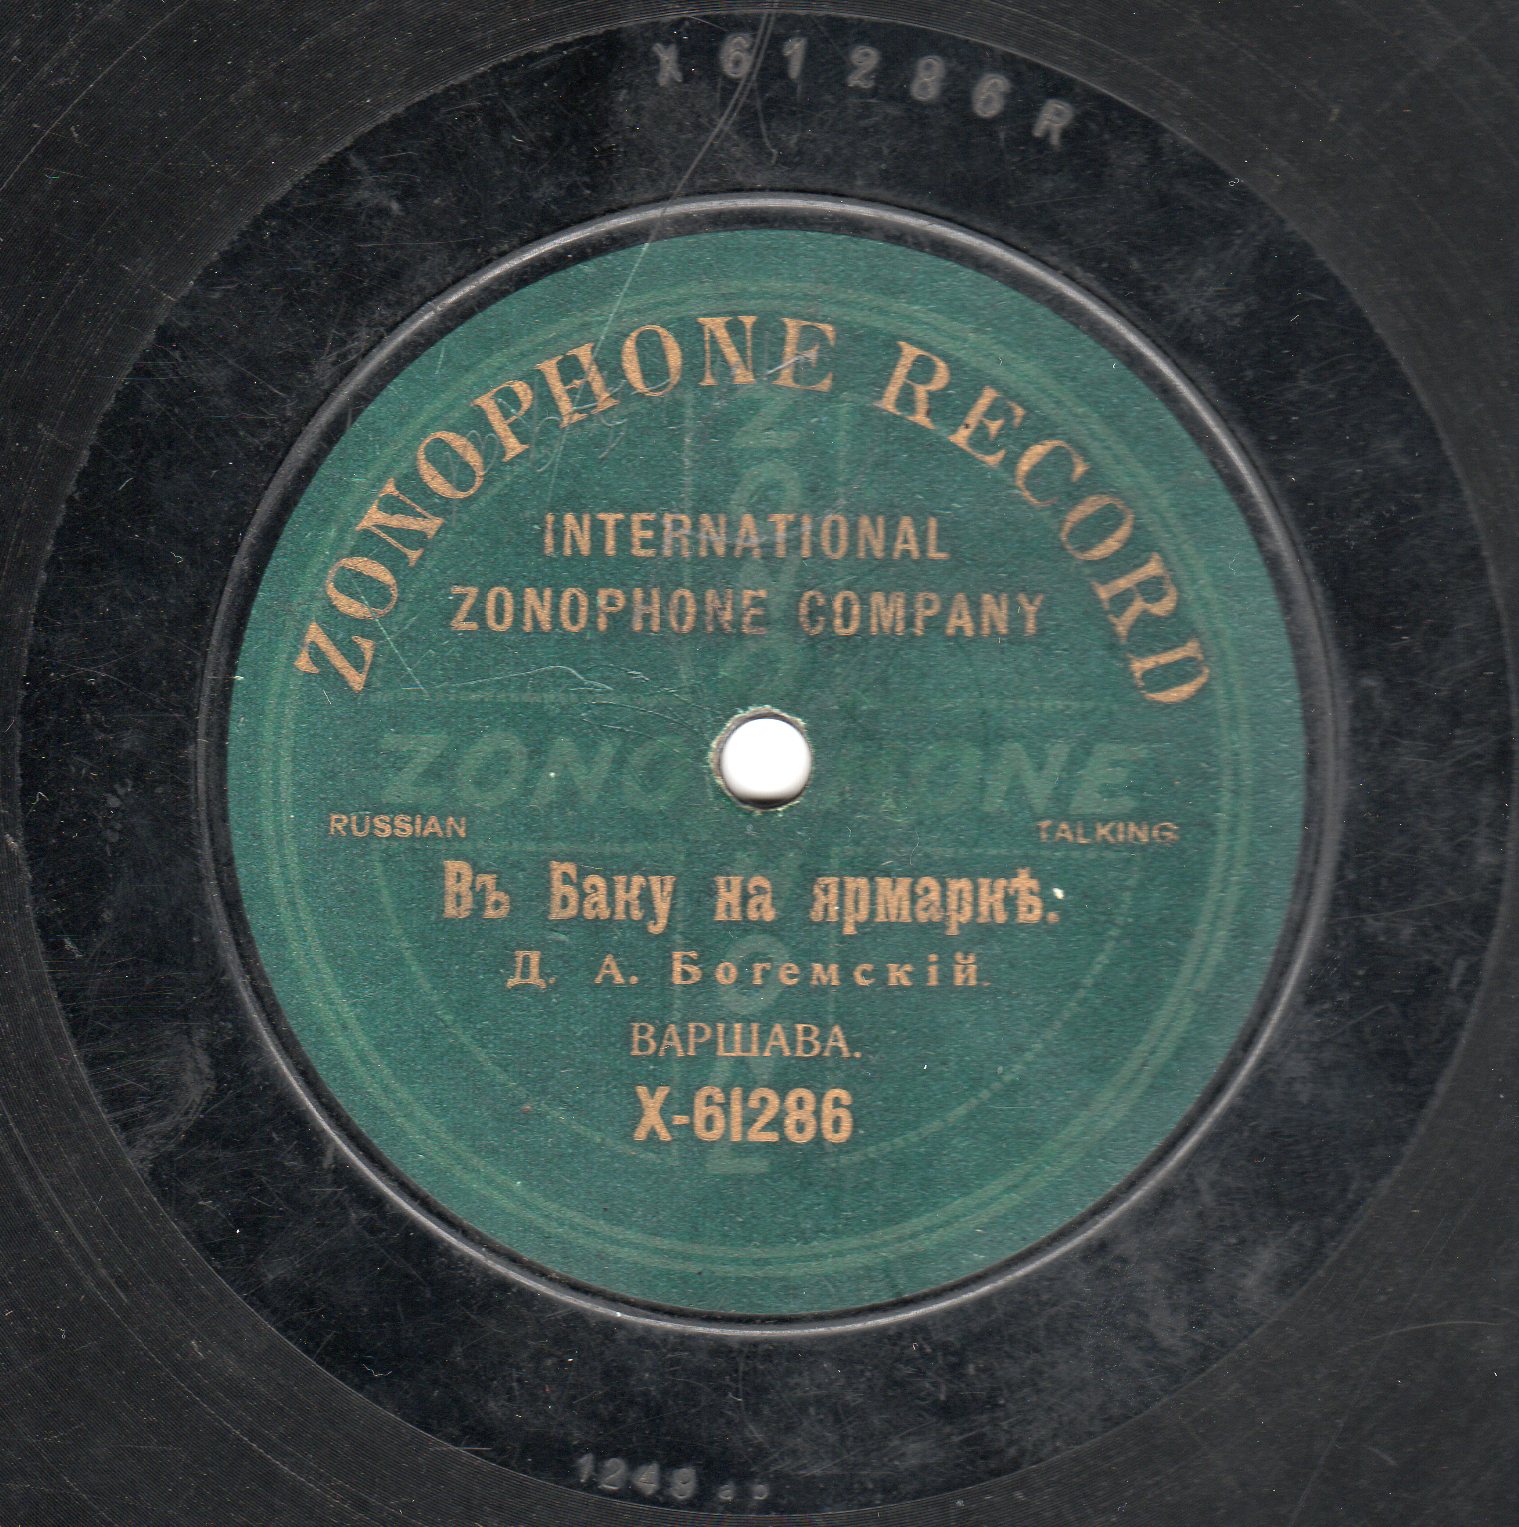 X 61286 R
ZONOPHONE RECORD
INTERNATIONAL
ZONOPHONE COMPANY
ZONOPHONE
RUSSIAN
TALKING
Въ Баку на ярмаркѣ.
Д. А. Богемскій.
ВАРШАВА.
X-61286